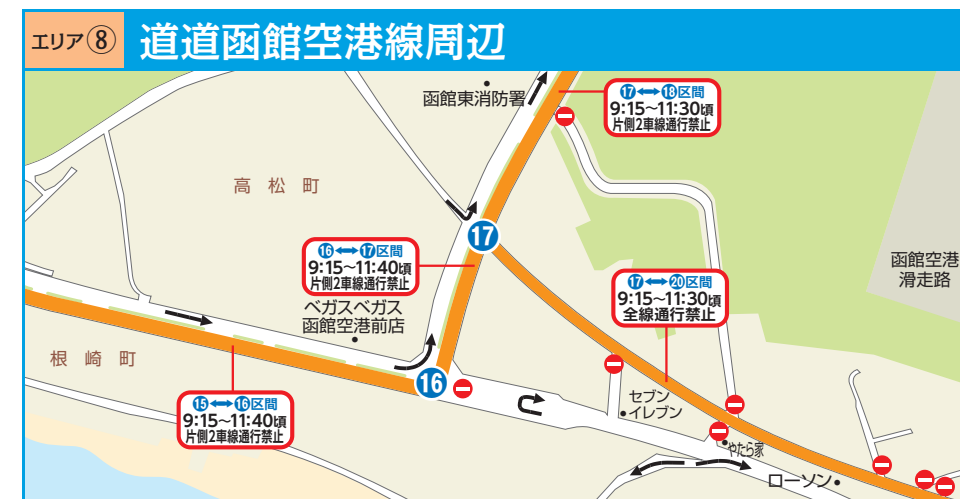 エリア⑧
道道函館空港線周辺
函館東消防署
⑰↔⑱区間
9:15~11:30頃
片側2車線通行禁止
高松町
⑰
⑯↔⑰区間
9:15~11:40頃
片側2車線通行禁止
函館空港
滑走路
⑰↔⑳区間
9:15~11:30頃
全線通行禁止
ベガスベガス
函館空港前店
根崎町
⑯
⑮↔⑯区間
9:15~11:40頃
片側2車線通行禁止
セブン
イレブン
やたら家
ローソン